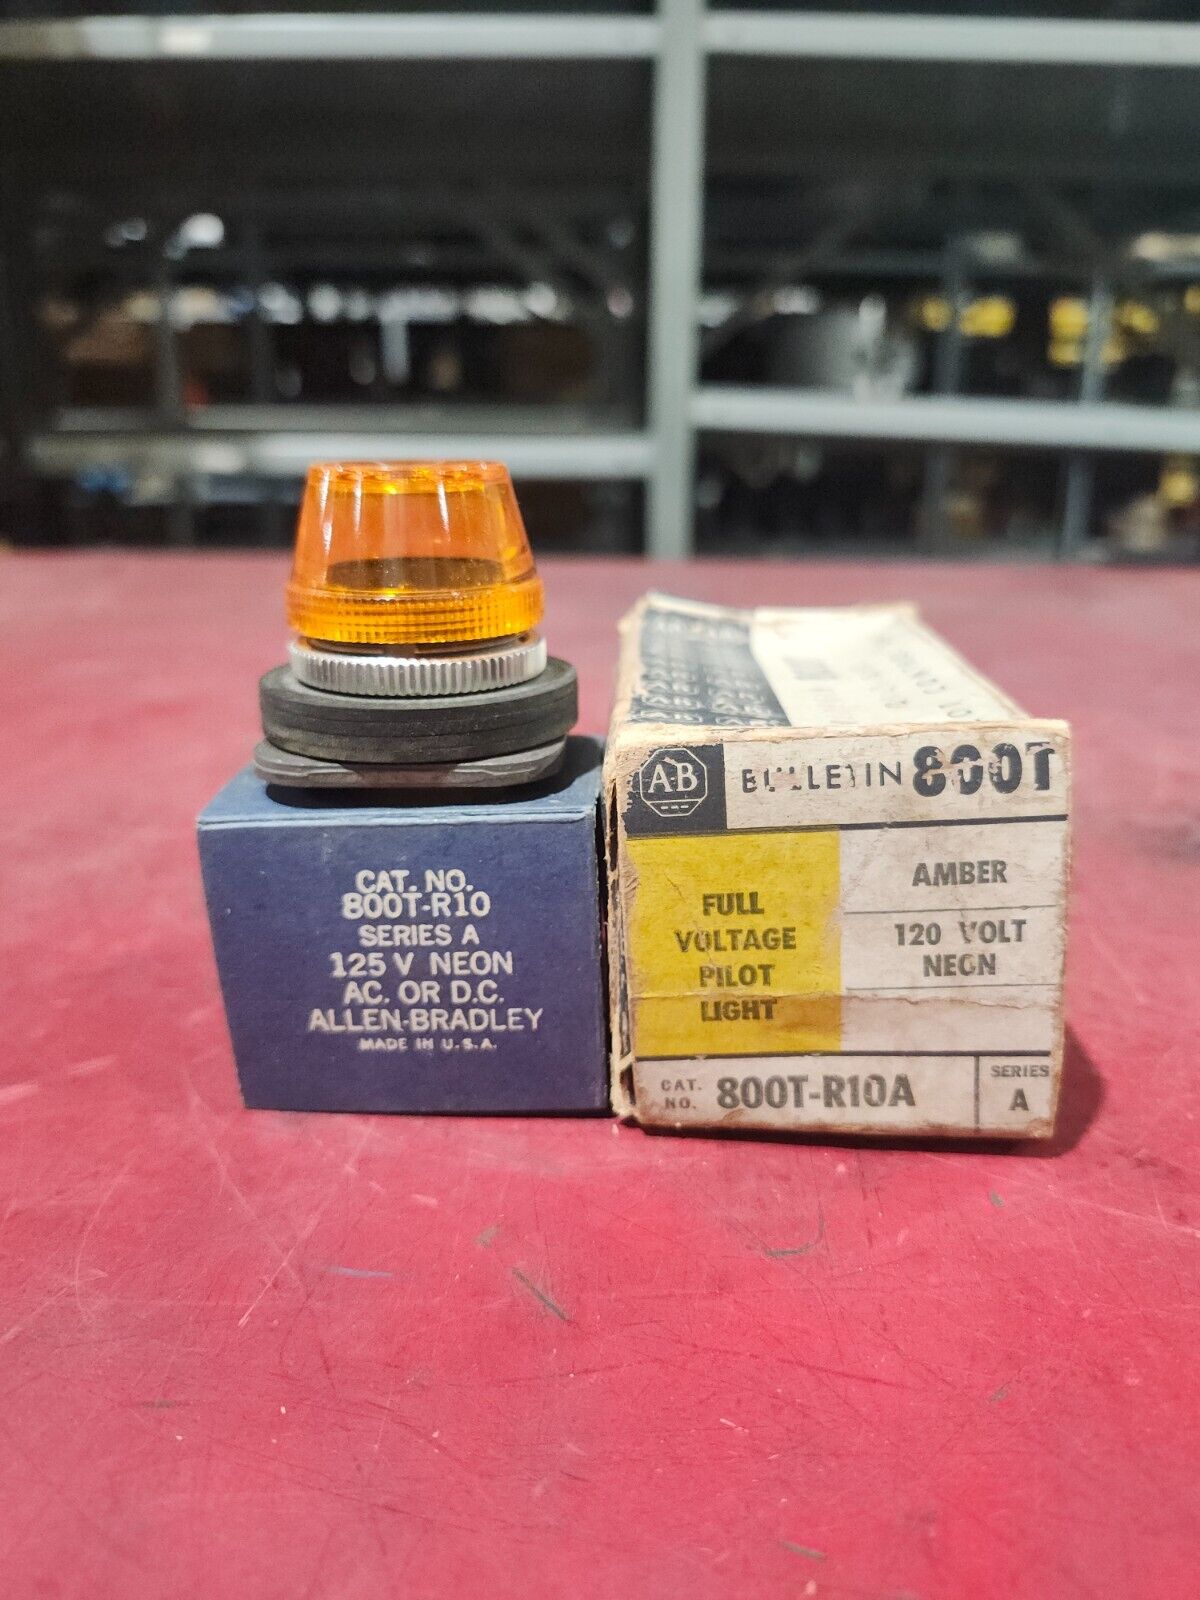 CAT. NO.
800T-R10
SERIES A
125 V NEON
AC. OR D.C.
ALLEN-BRADLEY
MADE IN U.S.A.
A-B
BULLETIN 800T
FULL
VOLTAGE
PILOT
LIGHT
AMBER
120 VOLT
NEON
CAT.
NO. 800T-R10A
SERIES
A